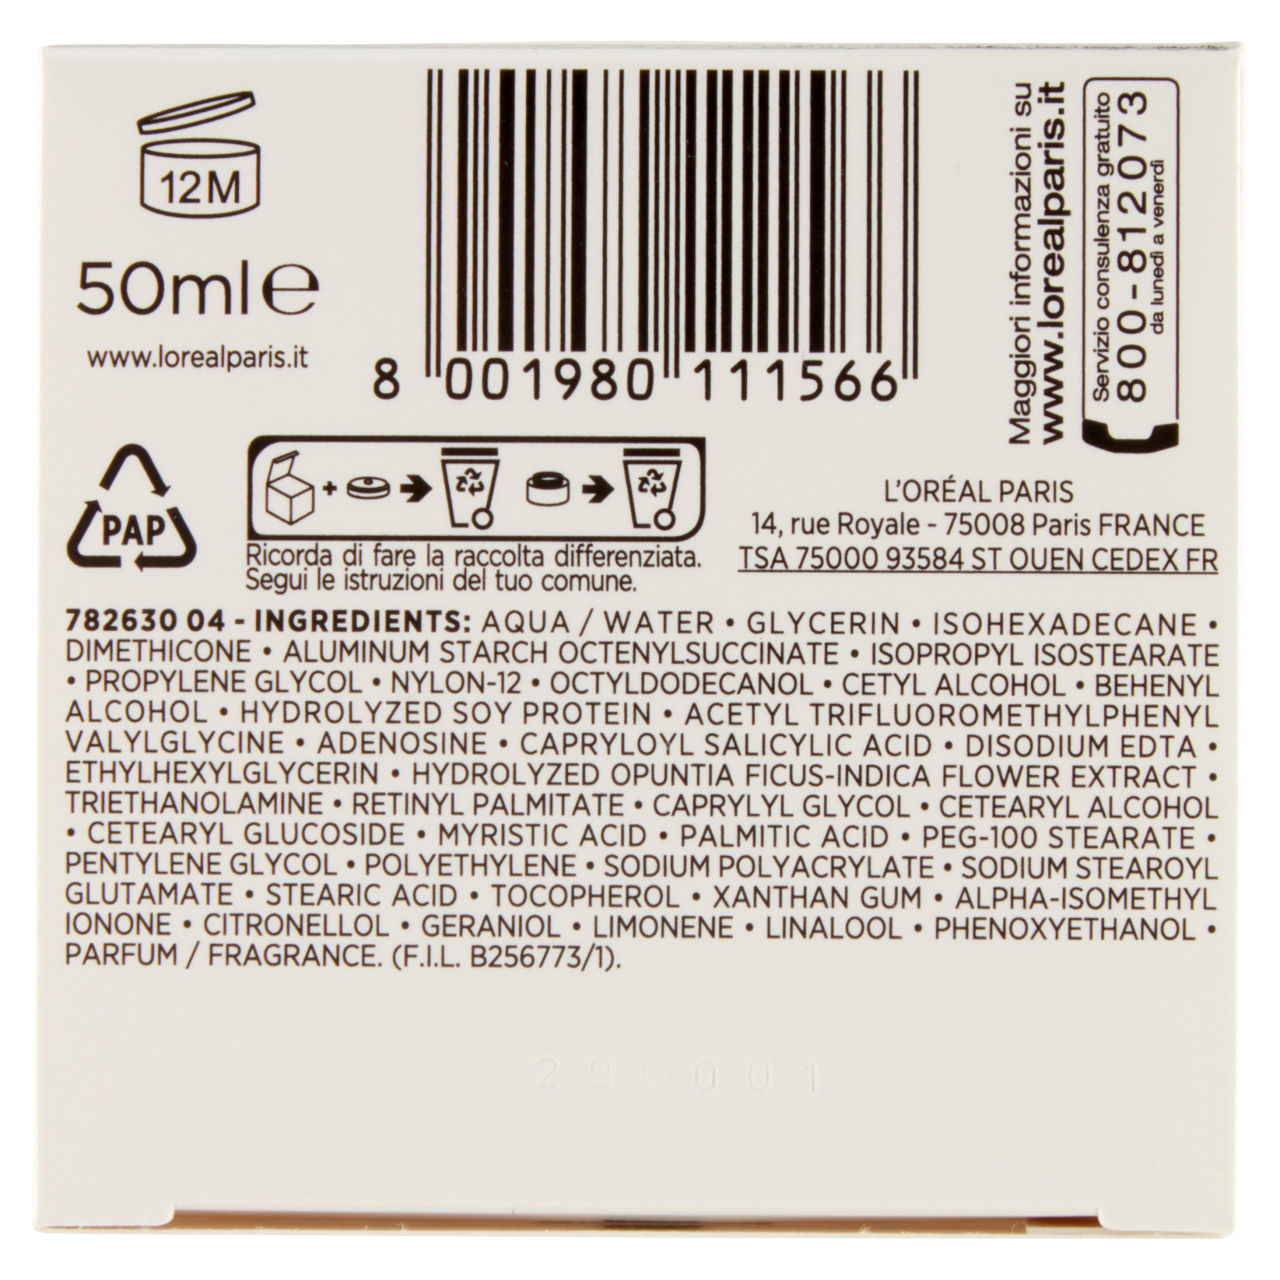 12M
50ml e
www.lorealparis.it
8 001980 111566
Maggiori informazioni su
www.lorealparis.it
Servizio consulenza gratuito
800-812073
da lunedì a venerdì
PAP
Ricorda di fare la raccolta differenziata.
Segui le istruzioni del tuo comune.
L'ORÉAL PARIS
14, rue Royale - 75008 Paris FRANCE
TSA 75000 93584 ST OUEN CEDEX FR
782630 04 - INGREDIENTS: AQUA / WATER • GLYCERIN • ISOHEXADECANE •
DIMETHICONE • ALUMINUM STARCH OCTENYLSUCCINATE • ISOPROPYL ISOSTEARATE
• PROPYLENE GLYCOL • NYLON-12 • OCTYLDODECANOL • CETYL ALCOHOL • BEHENYL
ALCOHOL • HYDROLYZED SOY PROTEIN • ACETYL TRIFLUOROMETHYLPHENYL
VALYLGLYCINE • ADENOSINE • CAPRYLOYL SALICYLIC ACID • DISODIUM EDTA •
ETHYLHEXYLGLYCERIN • HYDROLYZED OPUNTIA FICUS-INDICA FLOWER EXTRACT •
TRIETHANOLAMINE • RETINYL PALMITATE • CAPRYLYL GLYCOL • CETEARYL ALCOHOL
• CETEARYL GLUCOSIDE • MYRISTIC ACID • PALMITIC ACID • PEG-100 STEARATE •
PENTYLENE GLYCOL • POLYETHYLENE • SODIUM POLYACRYLATE • SODIUM STEAROYL
GLUTAMATE • STEARIC ACID • TOCOPHEROL • XANTHAN GUM • ALPHA-ISOMETHYL
IONONE • CITRONELLOL • GERANIOL • LIMONENE • LINALOOL • PHENOXYETHANOL •
PARFUM / FRAGRANCE. (F.I.L. B256773/1).
28U001